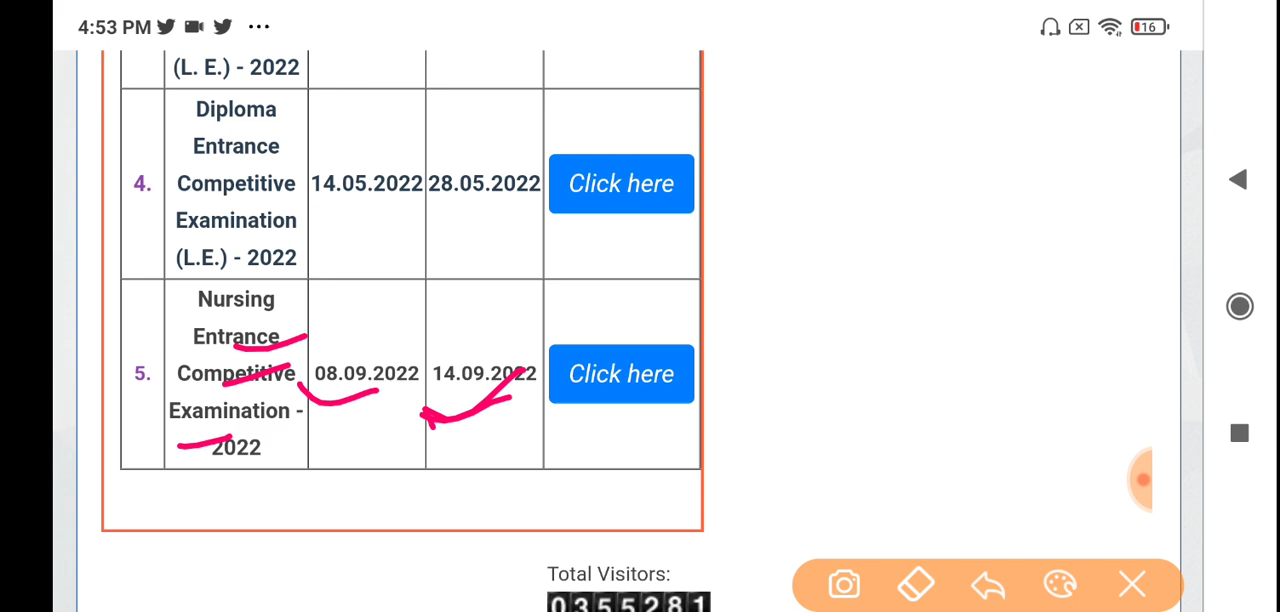 4:53 PM
16
(L. E.) - 2022
4.
Diploma
Entrance
Competitive
Examination
(L.E.) - 2022
14.05.2022
28.05.2022
Click here
5.
Nursing
Entrance
Competitive
Examination -
2022
08.09.2022
14.09.2022
Click here
Total Visitors:
0355281